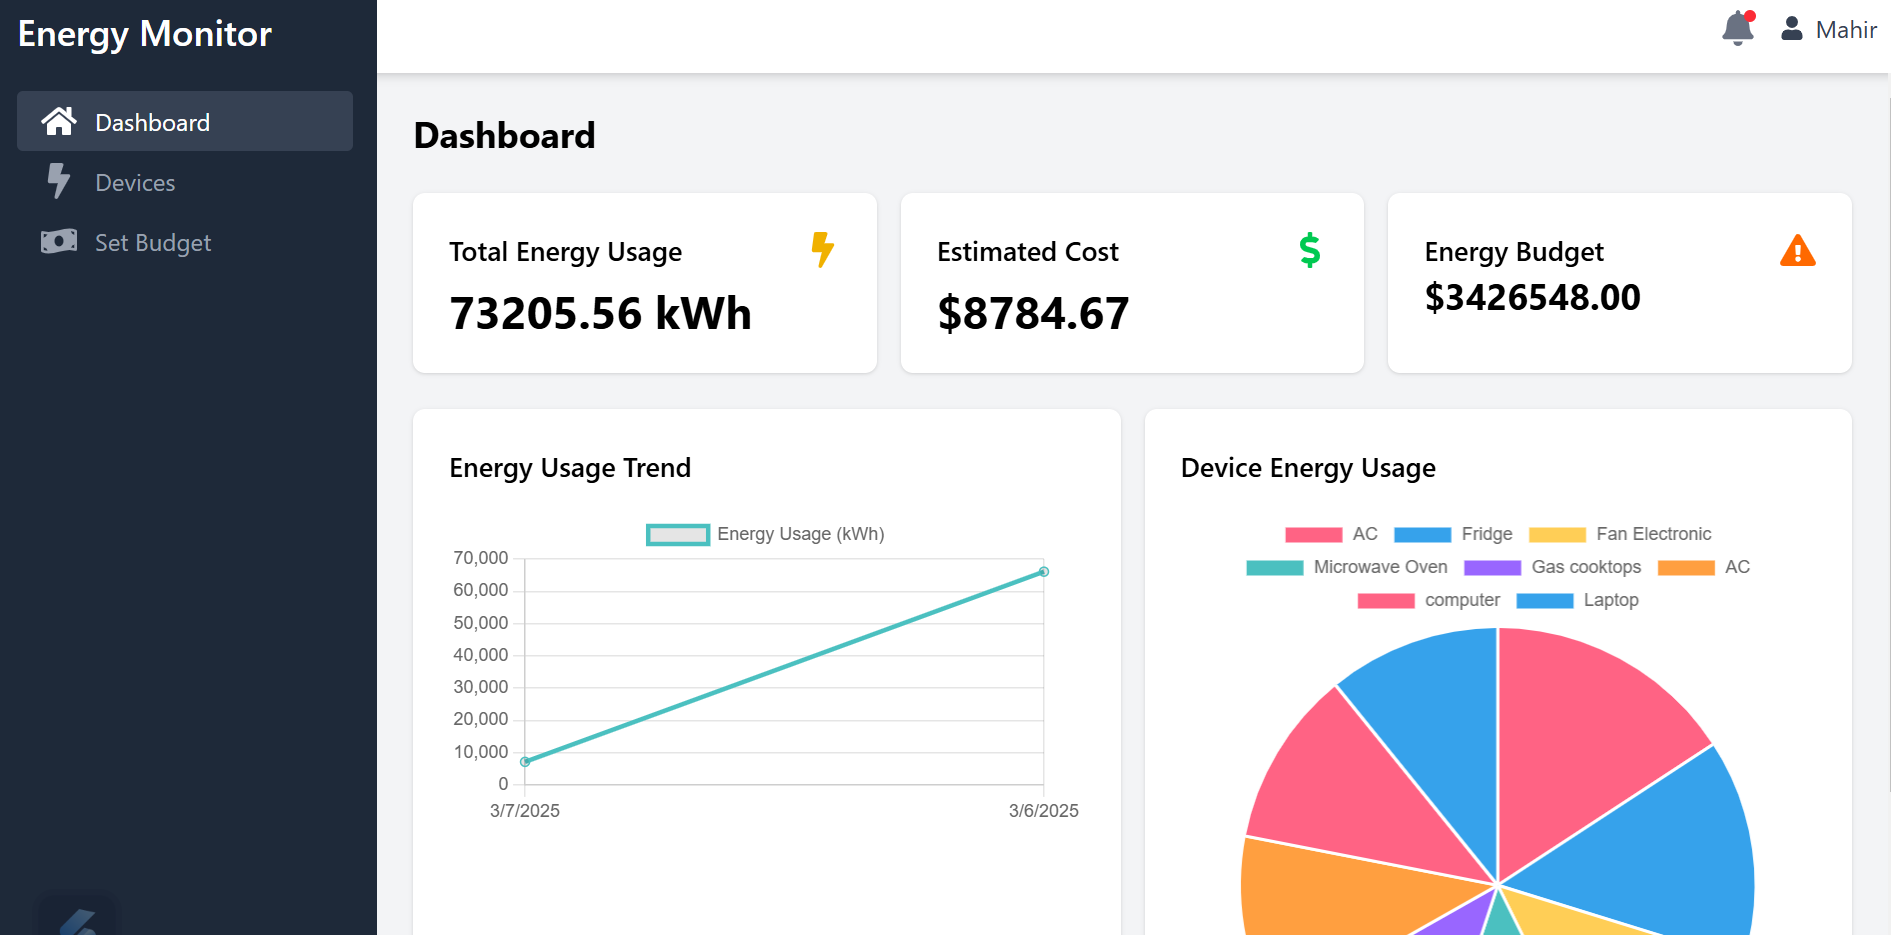 Energy Monitor
Mahir
Dashboard
Devices
Set Budget
Dashboard
Total Energy Usage
73205.56 kWh
Estimated Cost
$8784.67
Energy Budget
$3426548.00
Energy Usage Trend
Energy Usage (kWh)
70,000
60,000
50,000
40,000
30,000
20,000
10,000
0
3/7/2025 3/6/2025
Device Energy Usage
AC Fridge Fan Electronic
Microwave Oven Gas cooktops AC
computer Laptop